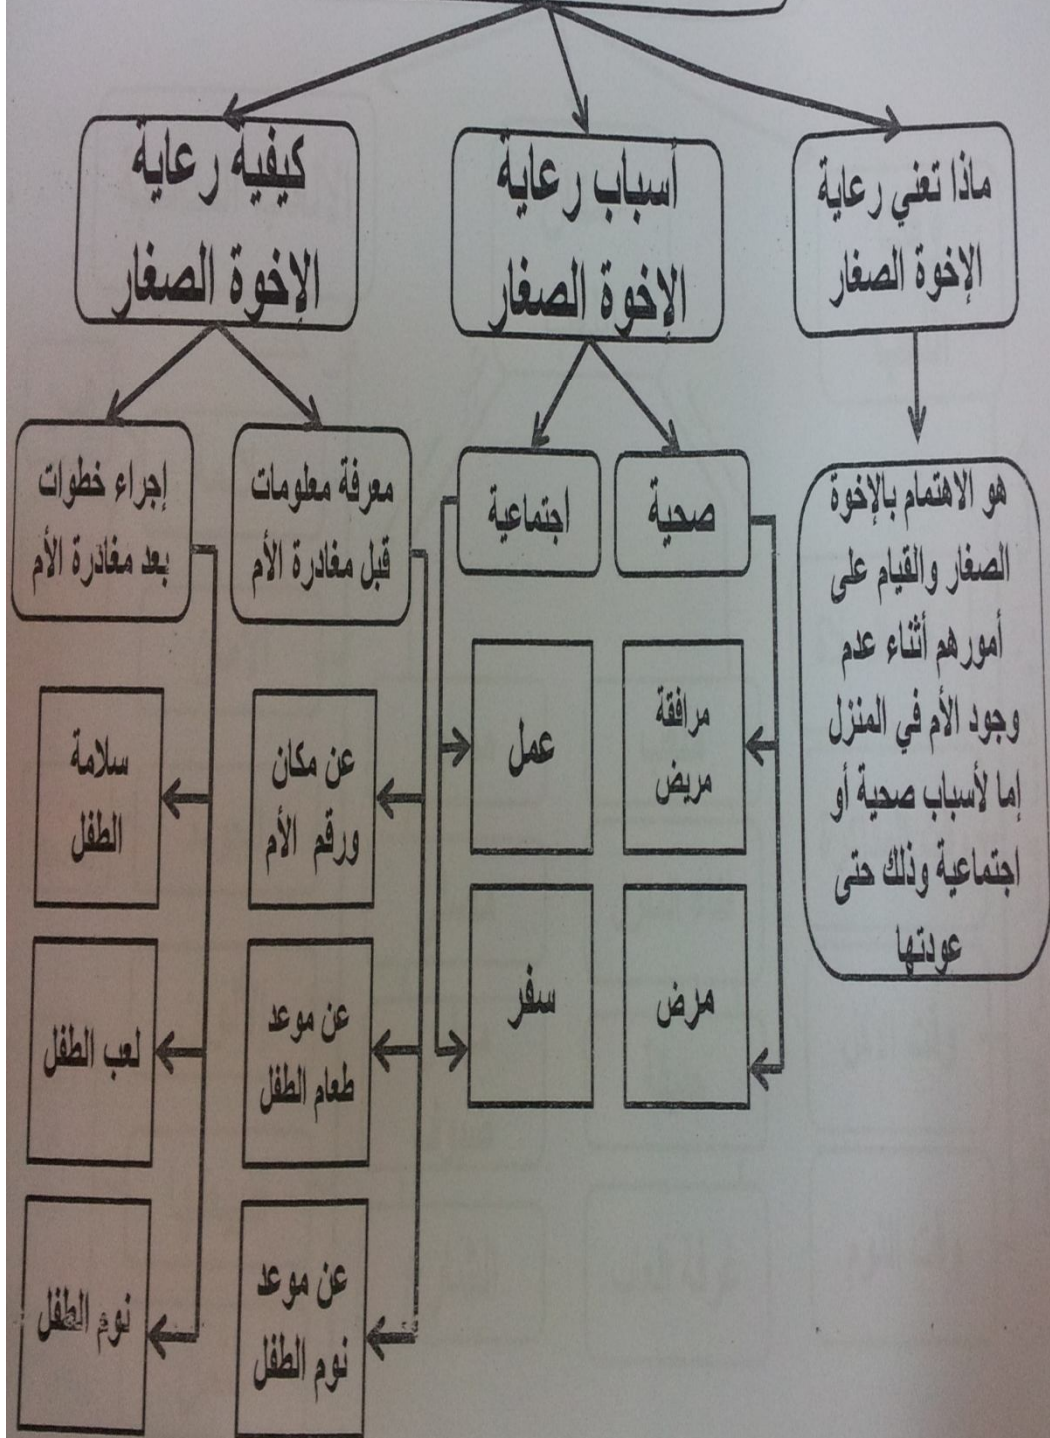 ماذا تعني رعاية
الإخوة الصغار
أسباب رعاية
الإخوة الصغار
كيفية رعاية
الإخوة الصغار
هو الاهتمام بالإخوة
الصغار والقيام على
أمورهم أثناء عدم
وجود الأم في المنزل
إما لأسباب صحية أو
اجتماعية وذلك حتى
عودتها
صحية
اجتماعية
مرافقة
مريض
مرض
عمل
سفر
معرفة معلومات
قبل مغادرة الأم
إجراء خطوات
بعد مغادرة الأم
عن مكان
ورقم الأم
عن موعد
طعام الطفل
عن موعد
نوم الطفل
سلامة
الطفل
لعب الطفل
نوم الطفل